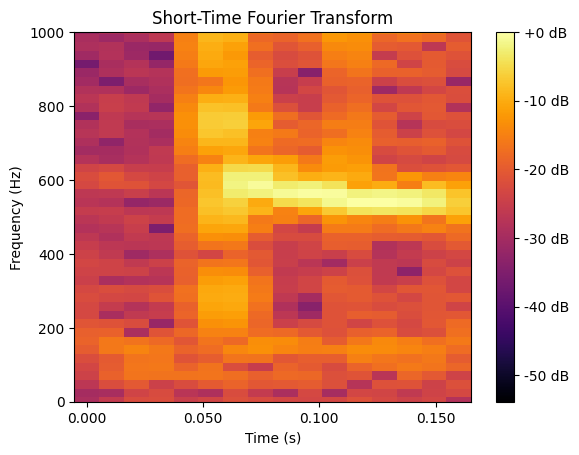 Short-Time Fourier Transform
1000
800
600
400
200
0
Frequency (Hz)
0.000
0.050
0.100
0.150
Time (s)
+0 dB
-10 dB
-20 dB
-30 dB
-40 dB
-50 dB